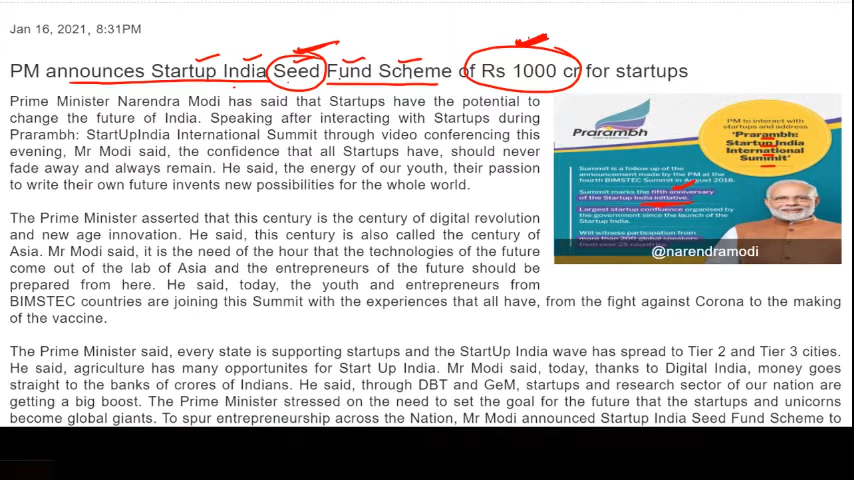 Jan 16, 2021, 8:31PM
PM announces Startup India Seed Fund Scheme of Rs 1000 cr for startups
Prime Minister Narendra Modi has said that Startups have the potential to
change the future of India. Speaking after interacting with Startups during
Prarambh: StartUpIndia International Summit through video conferencing this
evening, Mr Modi said, the confidence that all Startups have, should never
fade away and always remain. He said, the energy of our youth, their passion
to write their own future invents new possibilities for the whole world.
Prarambh
PM to interact with
startups and address
'Prarambh:
Startup India
International
Summit'
Summit is a follow up of the
announcement made by the PM at the
fourth BIMSTEC Summit in August 2018.
Summit marks the fifth anniversary
of the Startup India initiative.
Largest startup confluence organised by
the government since the launch of the
Startup India.
Will witness participation from
more than 200 global speakers
from over 25 countries
@narendramodi
The Prime Minister asserted that this century is the century of digital revolution
and new age innovation. He said, this century is also called the century of
Asia. Mr Modi said, it is the need of the hour that the technologies of the future
come out of the lab of Asia and the entrepreneurs of the future should be
prepared from here. He said, today, the youth and entrepreneurs from
BIMSTEC countries are joining this Summit with the experiences that all have, from the fight against Corona to the making
of the vaccine.
The Prime Minister said, every state is supporting startups and the StartUp India wave has spread to Tier 2 and Tier 3 cities.
He said, agriculture has many opportunites for Start Up India. Mr Modi said, today, thanks to Digital India, money goes
straight to the banks of crores of Indians. He said, through DBT and GeM, startups and research sector of our nation are
getting a big boost. The Prime Minister stressed on the need to set the goal for the future that the startups and unicorns
become global giants. To spur entrepreneurship across the Nation, Mr Modi announced Startup India Seed Fund Scheme to